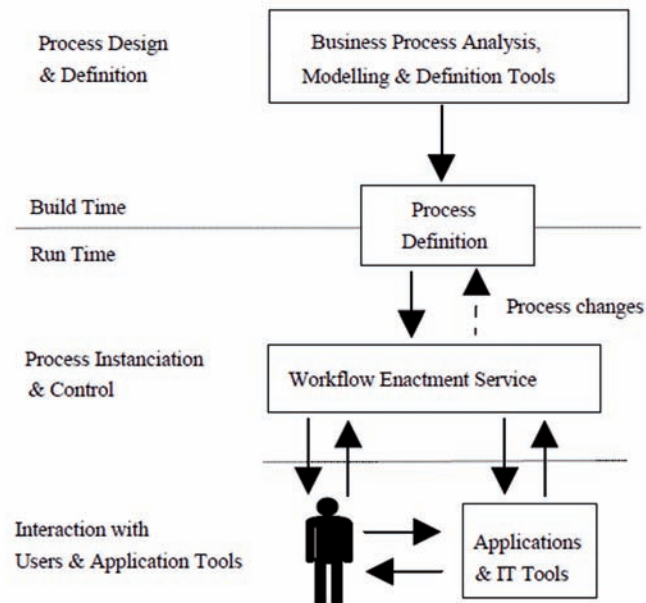 Process Design
& Definition
Business Process Analysis,
Modelling & Definition Tools
Build Time
Process
Definition
Run Time
Process changes
Process Instanciation
& Control
Workflow Enactment Service
Interaction with
Users & Application Tools
Applications
& IT Tools